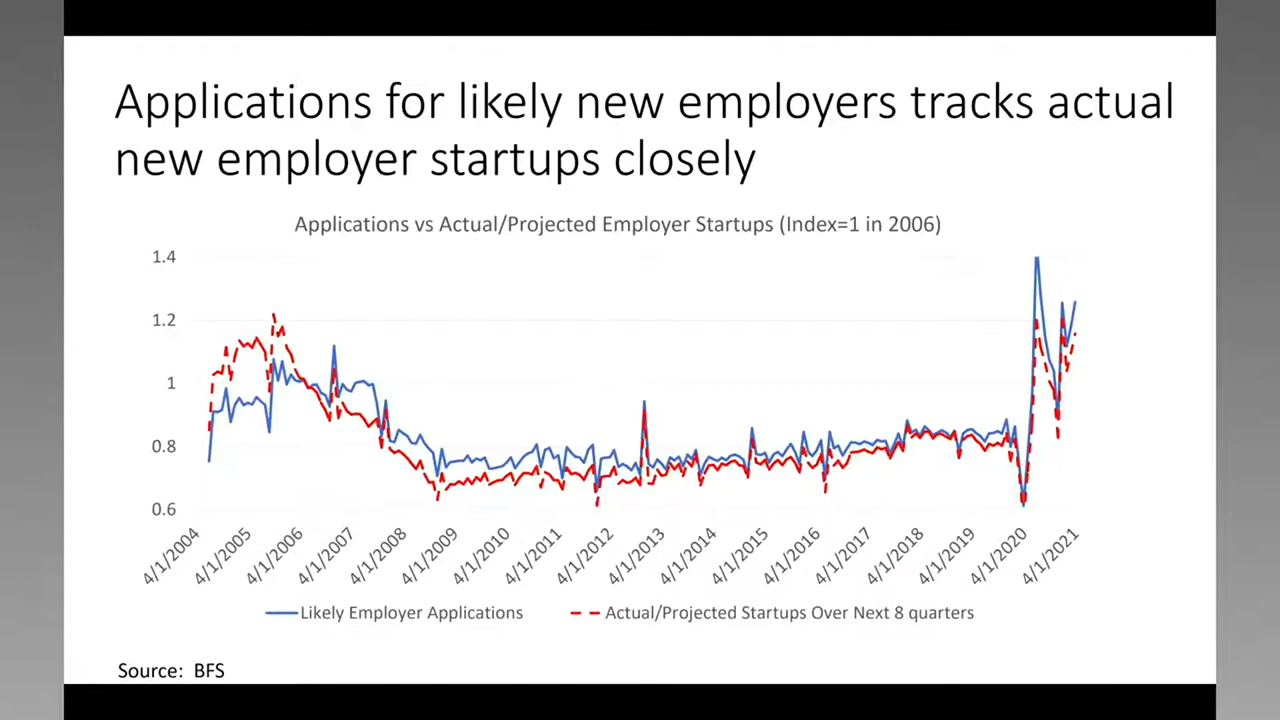 Applications for likely new employers tracks actual
new employer startups closely
Applications vs Actual/Projected Employer Startups (Index=1 in 2006)
1.4
1.2
1
0.8
0.6
4/1/2004 4/1/2005 4/1/2006 4/1/2007 4/1/2008 4/1/2009 4/1/2010 4/1/2011 4/1/2012 4/1/2013 4/1/2014 4/1/2015 4/1/2016 4/1/2017 4/1/2018 4/1/2019 4/1/2020 4/1/2021
Likely Employer Applications Actual/Projected Startups Over Next 8 quarters
Source: BFS